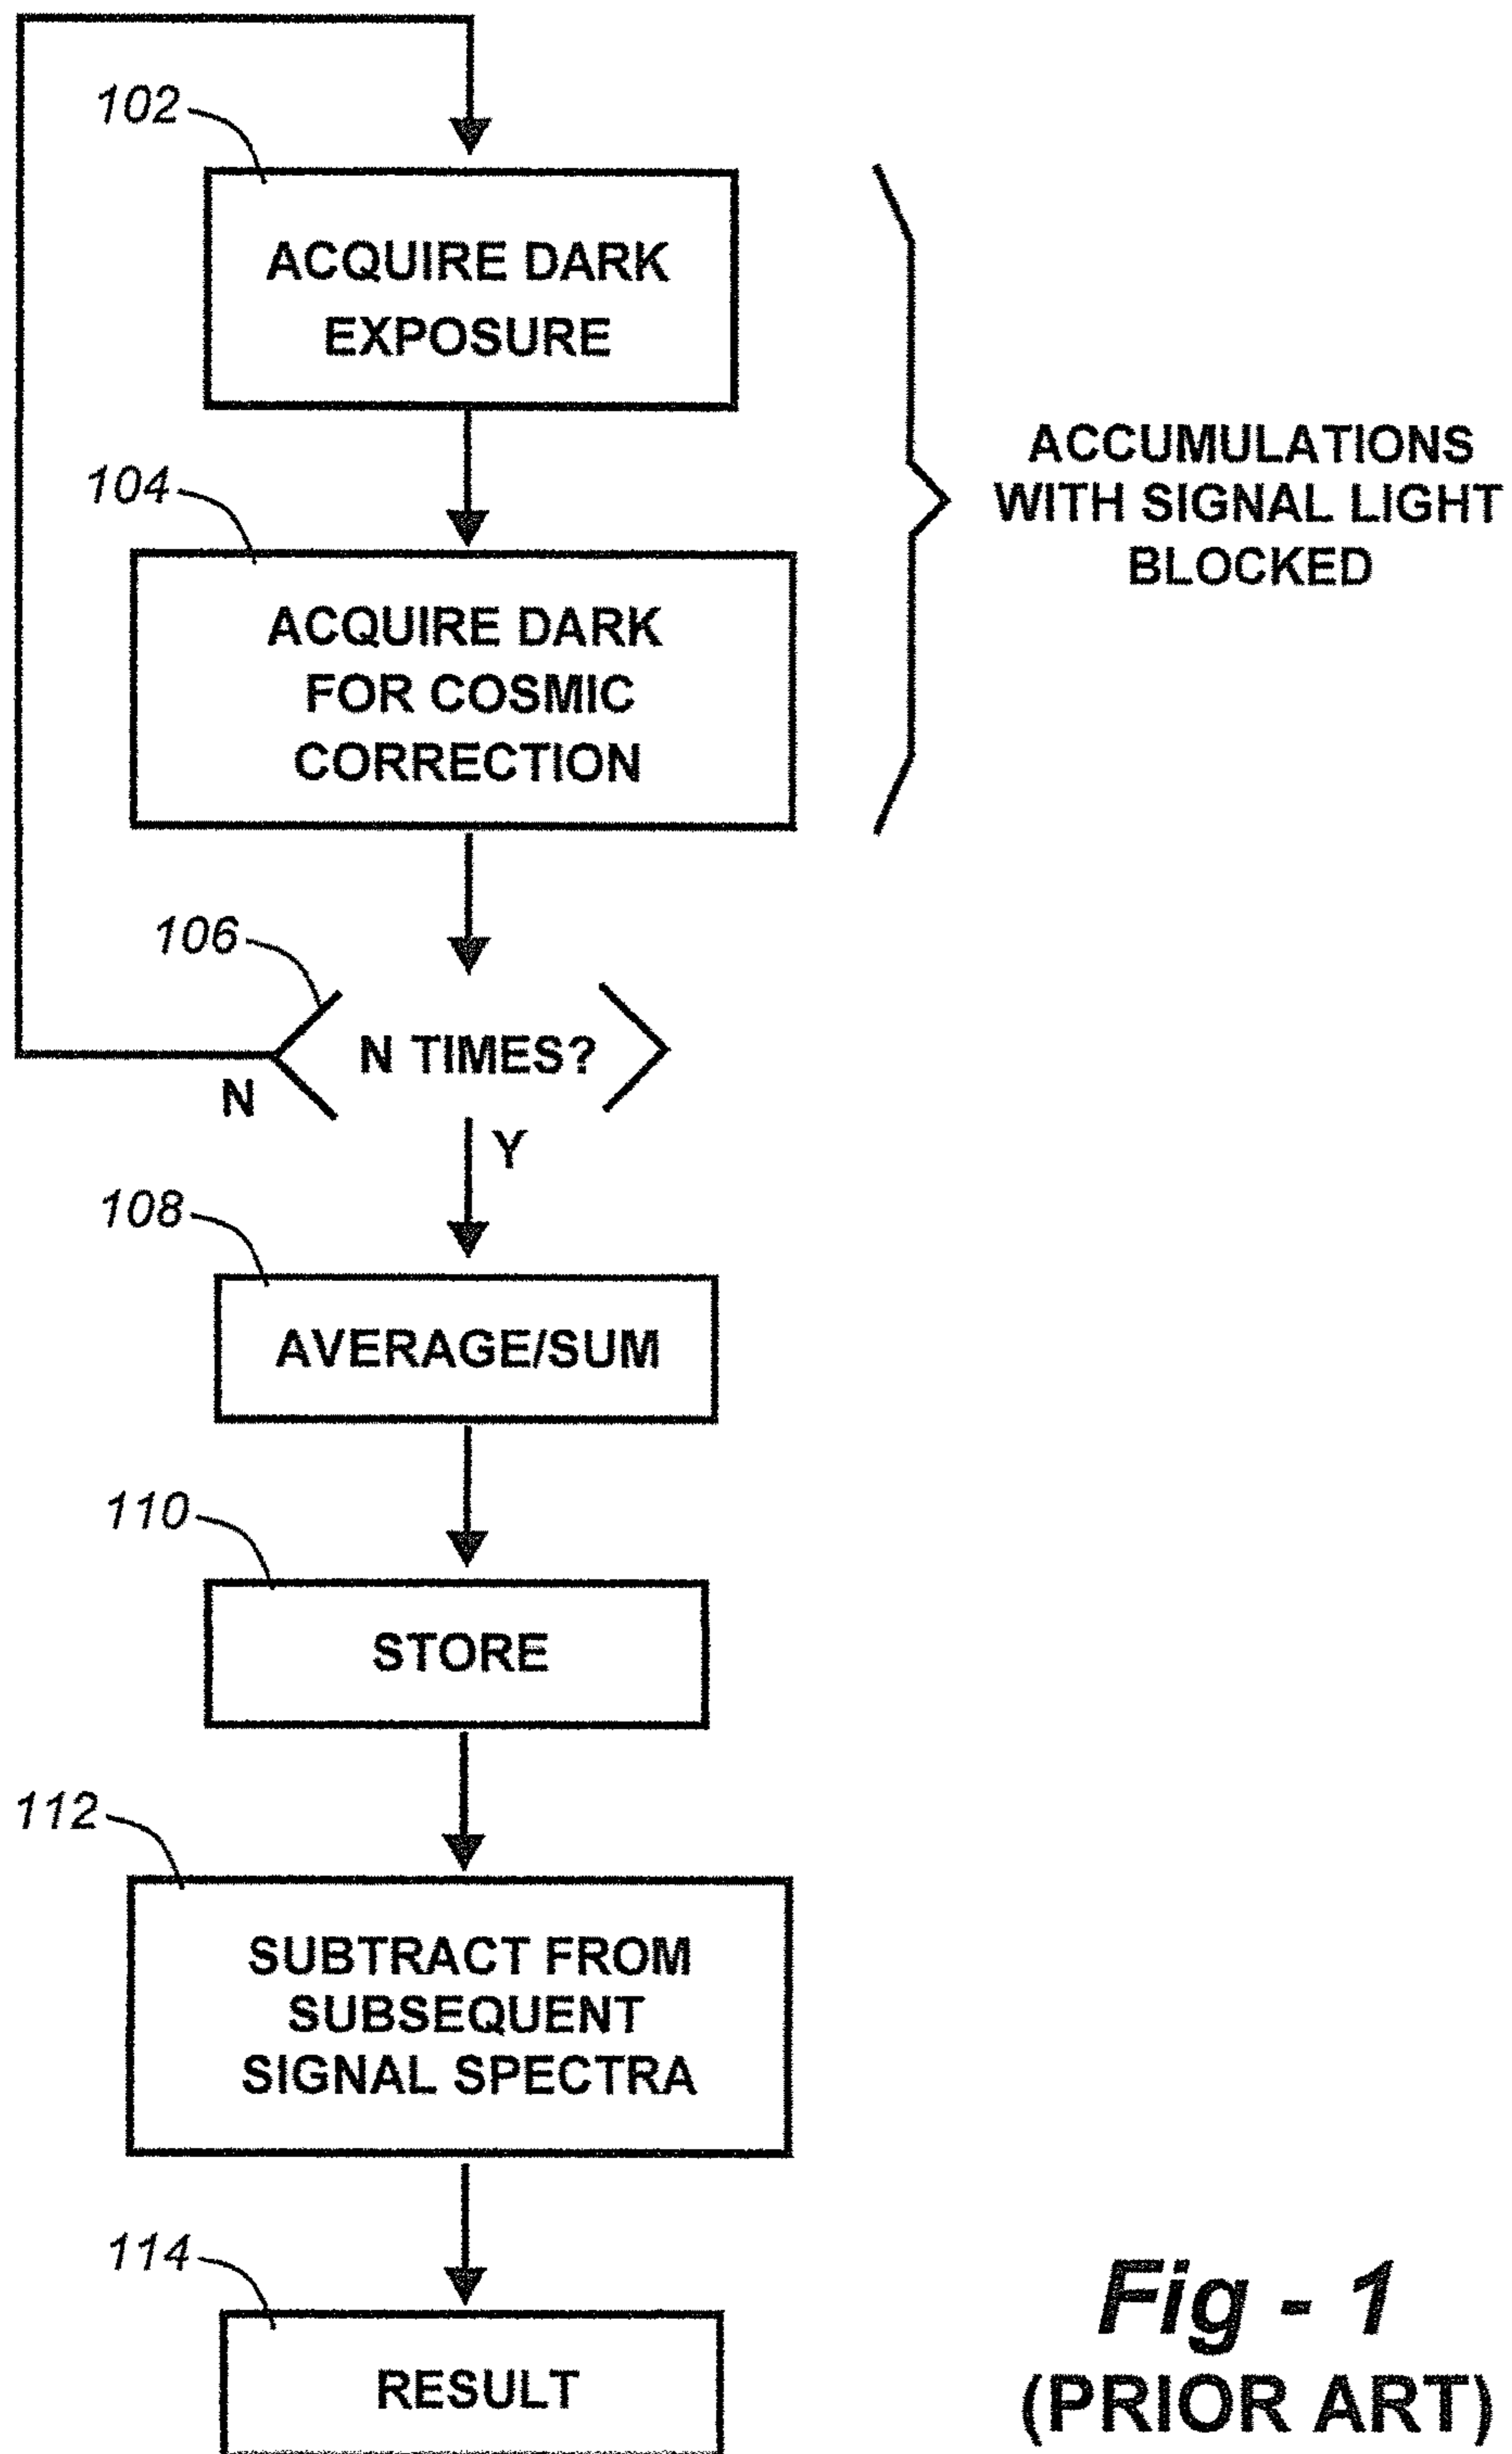 102
ACQUIRE DARK
EXPOSURE
104
ACQUIRE DARK
FOR COSMIC
CORRECTION
ACCUMULATIONS
WITH SIGNAL LIGHT
BLOCKED
106
N TIMES?
N
Y
108
AVERAGE/SUM
110
STORE
112
SUBTRACT FROM
SUBSEQUENT
SIGNAL SPECTRA
114
RESULT
Fig - 1
(PRIOR ART)